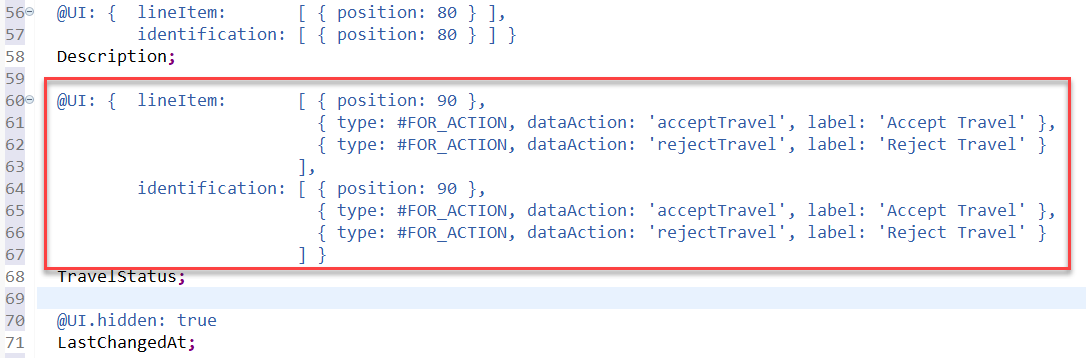 56 @UI: {  lineItem:       [ { position: 80 } ],
57         identification: [ { position: 80 } ] }
58 Description;
59
60 @UI: {  lineItem:       [ { position: 90 },
61                           { type: #FOR_ACTION, dataAction: 'acceptTravel', label: 'Accept Travel' },
62                           { type: #FOR_ACTION, dataAction: 'rejectTravel', label: 'Reject Travel' }
63                         ],
64         identification: [ { position: 90 },
65                           { type: #FOR_ACTION, dataAction: 'acceptTravel', label: 'Accept Travel' },
66                           { type: #FOR_ACTION, dataAction: 'rejectTravel', label: 'Reject Travel' }
67                         ] }
68 TravelStatus;
69
70 @UI.hidden: true
71 LastChangedAt;